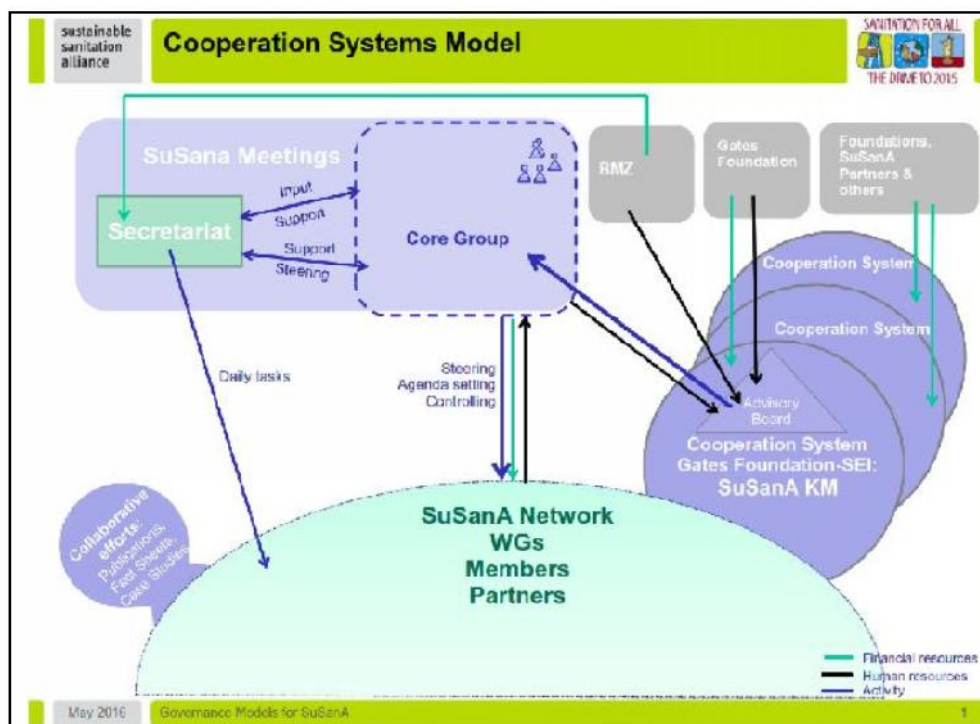 sustainable
sanitation
alliance
Cooperation Systems Model
SANITATION FOR ALL
THE DRIVE TO 2015
SuSana Meetings
Secretariat
Input
Support
Support
Steering
Core Group
BMZ
Gates
Foundation
Foundations,
SuSanA
Partners &
others
Cooperation System
Cooperation System
Advisory
Board
Cooperation System
Gates Foundation-SEI:
SuSanA KM
Daily tasks
Steering
Agenda setting
Controlling
Collaborative
efforts:
Publications,
Fact Sheets,
Case Studies
SuSanA Network
WGs
Members
Partners
Financial resources
Human resources
Activity
May 2016
Governance Models for SuSanA
1